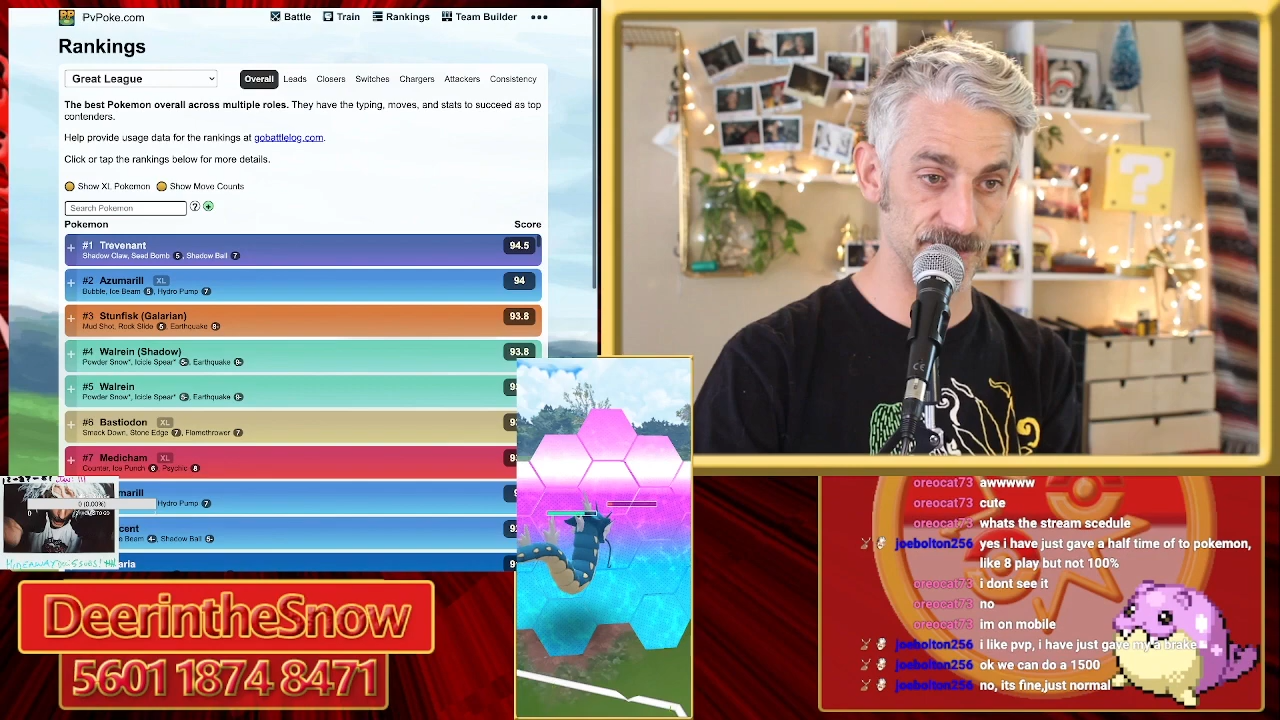 PvPoke.com
Battle
Train
Rankings
Team Builder
Rankings
Great League
Overall
Leads
Closers
Switches
Chargers
Attackers
Consistency
The best Pokemon overall across multiple roles. They have the typing, moves, and stats to succeed as top
contenders.
Help provide usage data for the rankings at gobattlelog.com.
Click or tap the rankings below for more details.
Show XL Pokemon
Show Move Counts
Search Pokemon
?
Pokemon
Score
#1 Trevenant
94.5
Shadow Claw, Seed Bomb 5, Shadow Ball 7
#2 Azumarill XL
94
Bubble, Ice Beam 5, Hydro Pump 7
#3 Stunfisk (Galarian)
93.8
Mud Shot, Rock Slide 5, Earthquake
#4 Walrein (Shadow)
93.8
Powder Snow*, Icicle Spear*, Earthquake
#5 Walrein
Powder Snow*, Icicle Spear*, Earthquake
#6 Bastiodon XL
Smack Down, Stone Edge 7, Flamethrower 7
#7 Medicham XL
Counter, Ice Punch 6, Psychic 8
marill
Hydro Pump 7
cent
Beam, Shadow Ball
aria
0 (0.00%)
DeerintheSnow
5601 1874 8471
?
CE
oreocat73 awwwww
oreocat73 cute
oreocat73 whats the stream scedule
joebolton256 yes i have just gave a half time of to pokemon,
like 8 play but not 100%
oreocat73 i dont see it
oreocat73 no
oreocat73 im on mobile
joebolton256 i like pvp, i have just gave my a brake
joebolton256 ok we can do a 1500
joebolton256 no, its fine,just normal